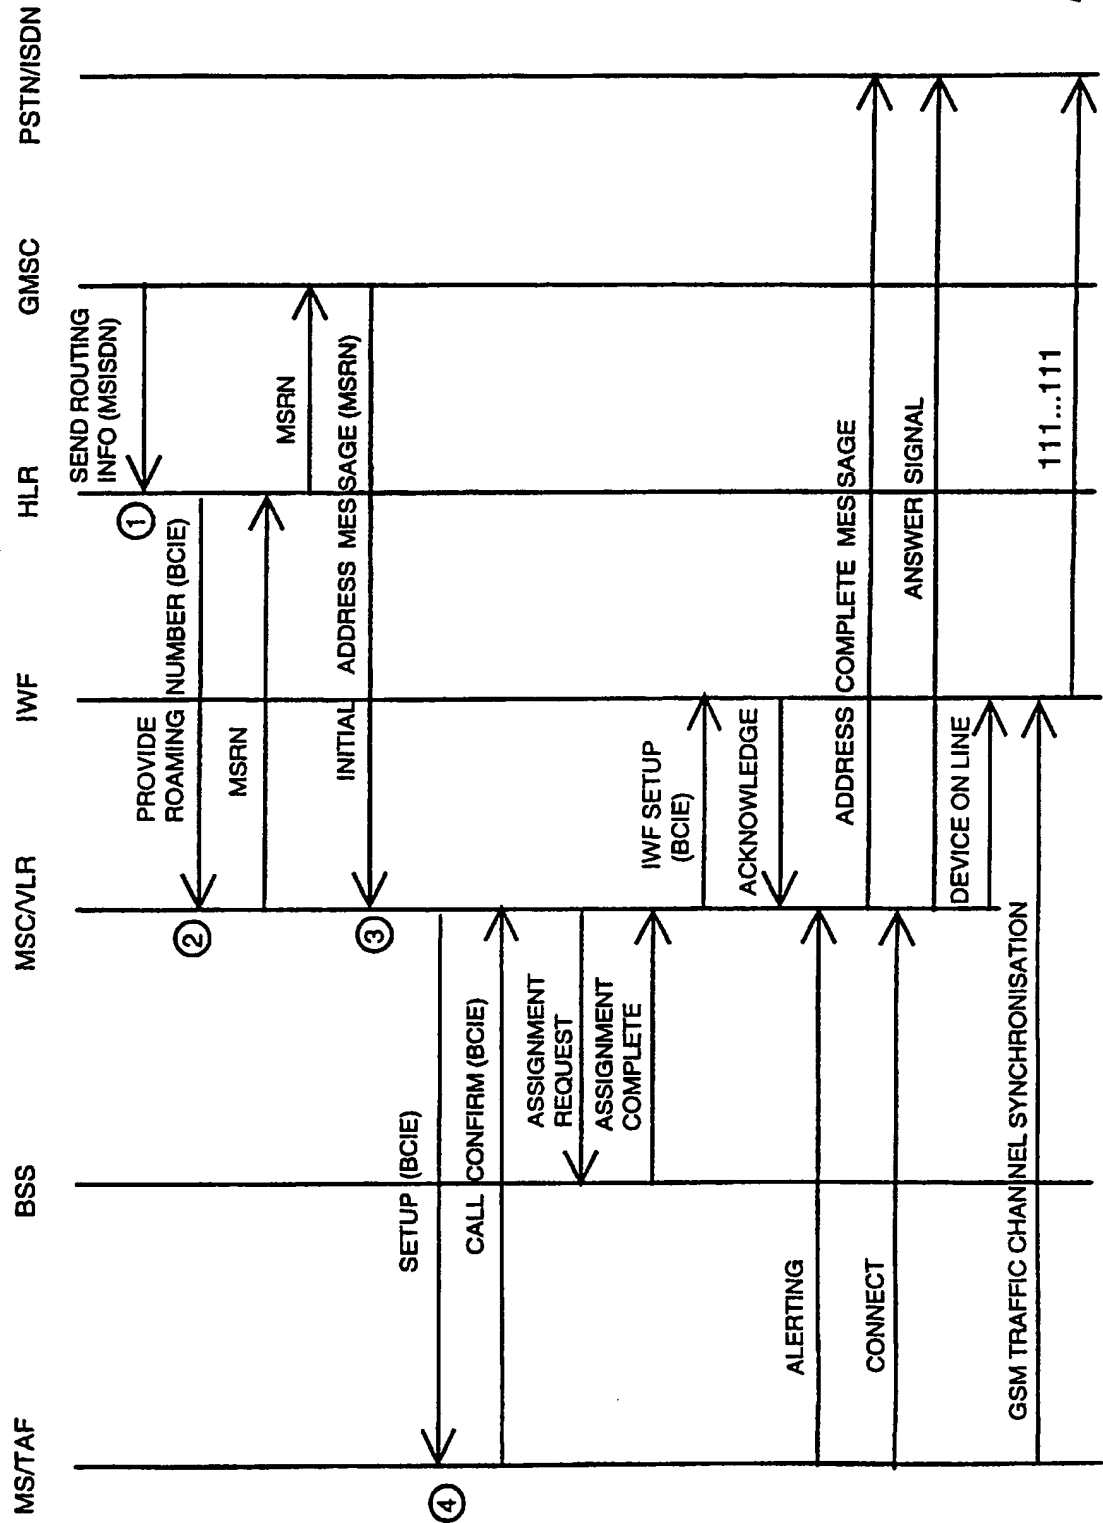 MS/TAF
BSS
MSC/VLR
IWF
HLR
GMSC
PSTN/ISDN
SEND ROUTING
INFO (MSISDN)
1
PROVIDE
ROAMING NUMBER (BCIE)
2
MSRN
MSRN
INITIAL ADDRESS MESSAGE (MSRN)
3
SETUP (BCIE)
4
CALL CONFIRM (BCIE)
ASSIGNMENT
REQUEST
ASSIGNMENT
COMPLETE
IWF SETUP
(BCIE)
ACKNOWLEDGE
ALERTING
ADDRESS COMPLETE MESSAGE
CONNECT
ANSWER SIGNAL
DEVICE ON LINE
GSM TRAFFIC CHANNEL SYNCHRONISATION
111...111